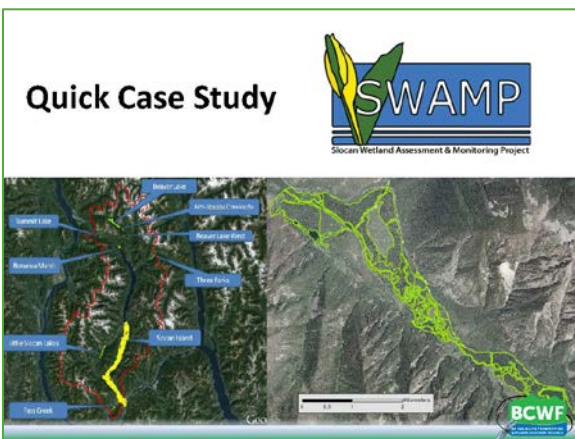 Quick Case Study
SWAMP
Slocan Wetland Assessment & Monitoring Project
Beaver Lake
Summit Lake
Beaver Lake West
Bonanza Marsh
Three Forks
Little Slocan Lakes
Slocan Island
Pass Creek
BCWF